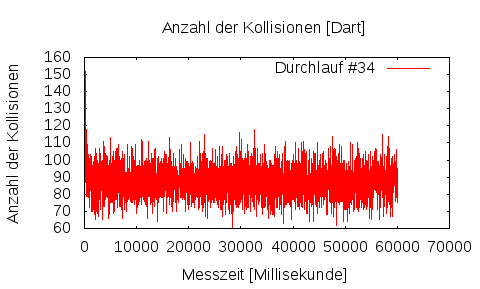 Anzahl der Kollisionen [Dart]
Durchlauf #34
Anzahl der Kollisionen
160
150
140
130
120
110
100
90
80
70
60
0 10000 20000 30000 40000 50000 60000 70000
Messzeit [Millisekunde]